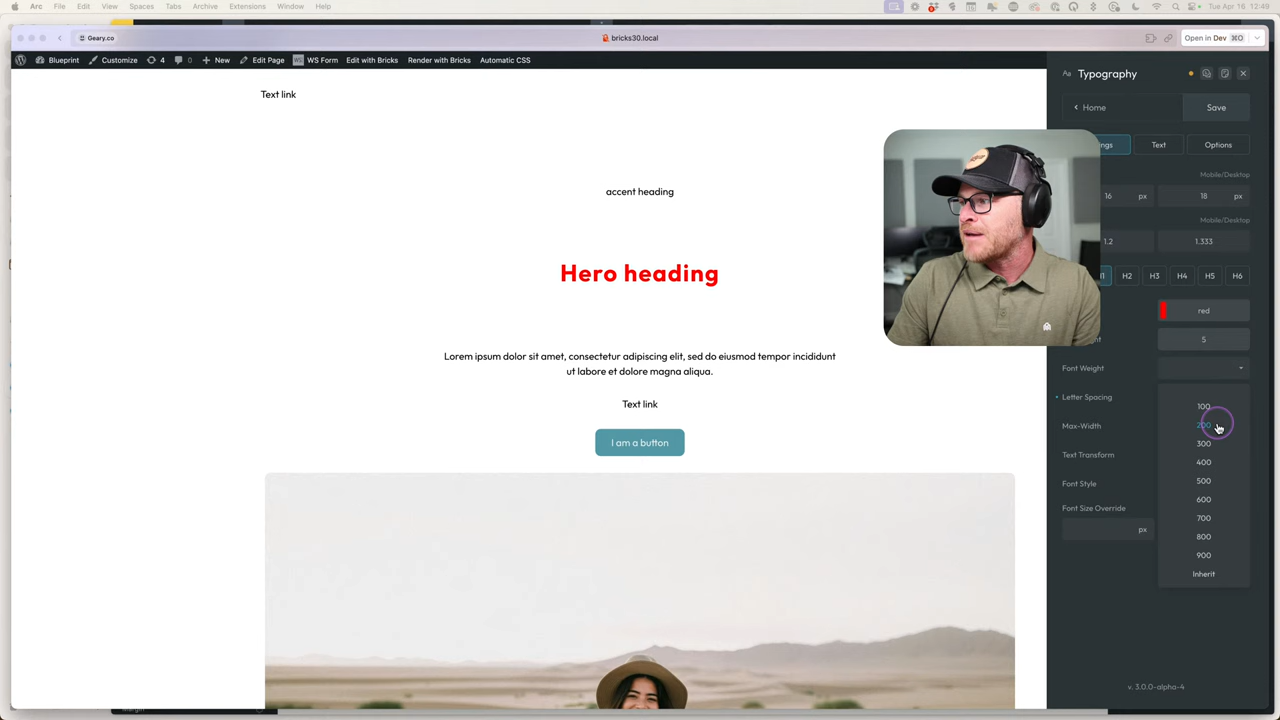 Arc File Edit View Spaces Tabs Archive Extensions Window Help Tue Apr 16 12:49
Geary.co bricks30.local Open in Dev ⌘O
Blueprint Customize 4 0 New Edit Page WS Form Edit with Bricks Render with Bricks Automatic CSS
Aa Typography
Text link
Home Save
Text Options
Mobile/Desktop
accent heading
16 px 18 px
Mobile/Desktop
1.2 1.333
Hero heading
H2 H3 H4 H5 H6
red
5
Lorem ipsum dolor sit amet, consectetur adipiscing elit, sed do eiusmod tempor incididunt
ut labore et dolore magna aliqua.
Font Weight
Letter Spacing
Text link
100
200
Max-Width
I am a button
300
Text Transform
400
500
Font Style
600
Font Size Override
700
px
800
900
Inherit
v. 3.0.0-alpha-4